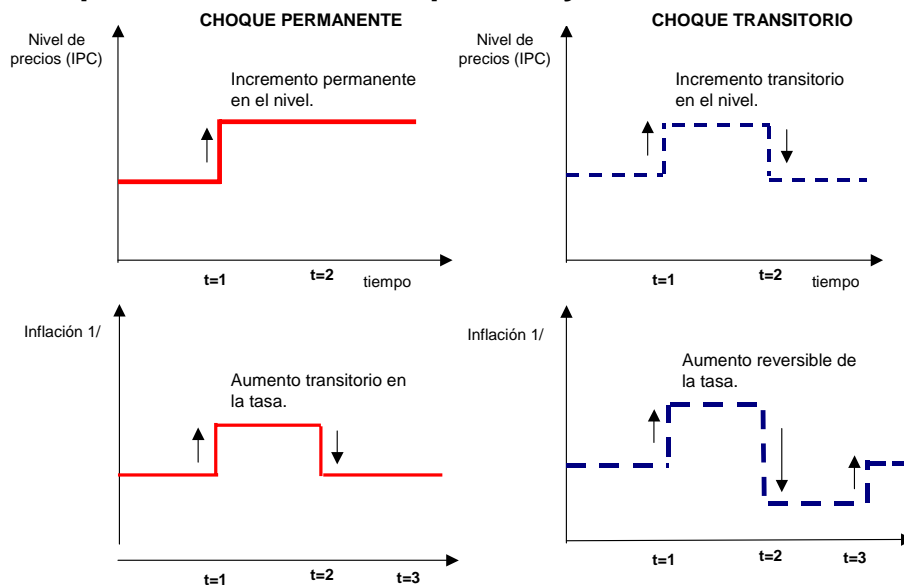 CHOQUE PERMANENTE
Nivel de
precios (IPC)
Incremento permanente
en el nivel.
t=1
t=2
tiempo
CHOQUE TRANSITORIO
Nivel de
precios (IPC)
Incremento transitorio
en el nivel.
t=1
t=2
tiempo
Inflación 1/
Aumento transitorio en
la tasa.
t=1
t=2
t=3
Inflación 1/
Aumento reversible de
la tasa.
t=1
t=2
t=3